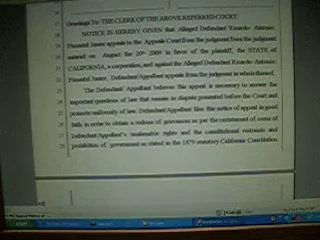 Greetings To: THE CLERK OF THE ABOVE REFERRED COURT
NOTICE IS HEREBY GIVEN that Alleged Defendant Ricardo Antonio:
Pimentel Junior appeals to the Appeals Court from the judgment from the judgment
entered on August the 20th 2009 in favor of the plaintiff, the STATE of
CALIFORNIA, a corporation, and against the Alleged Defendant Ricardo Antonio:
Pimentel Junior. Defendant/Appellant appeals from the judgment in whole thereof.
The Defendant/ Appellant believes this appeal is necessary to answer the
important questions of law that remain in dispute presented before the Court and
promote uniformity of law. Defendant/Appellant files this notice of appeal in good
faith in order to obtain a redress of grievances as per the restatement of some of
Defendant/Appellant's unalienable rights and the constitutional restraints and
prohibition of government as stated in the 1879 statutory California Constitution